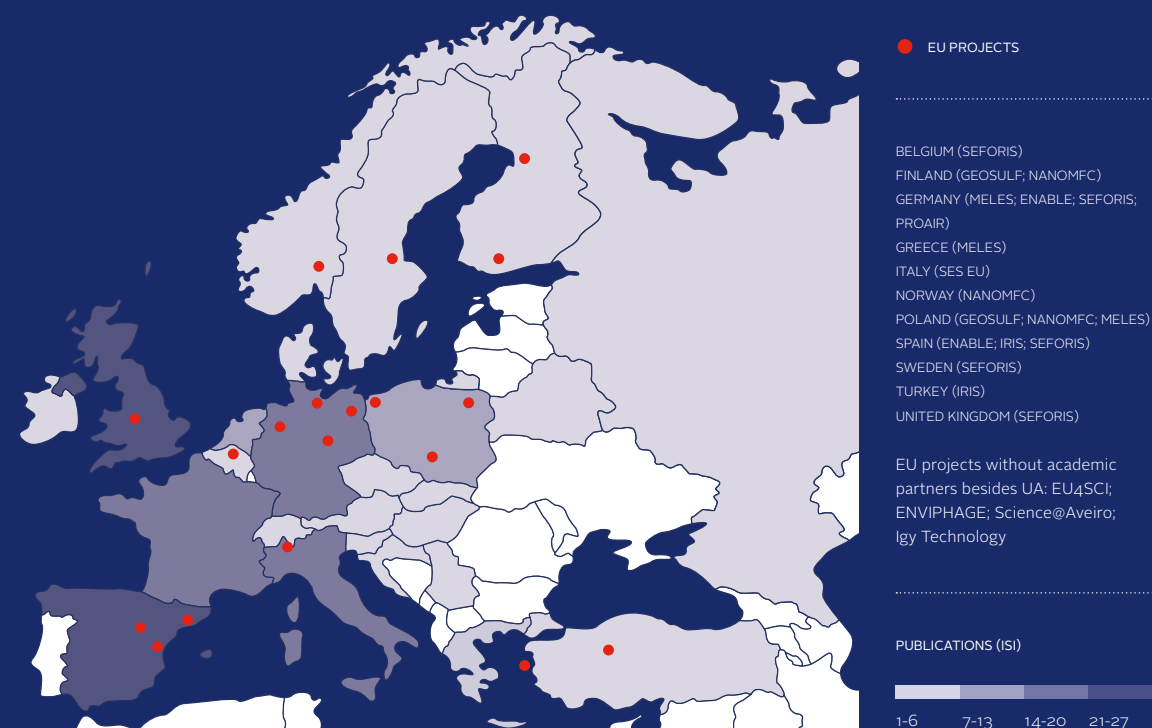 EU PROJECTS
BELGIUM (SEFORIS)
FINLAND (GEOSULF; NANOMFC)
GERMANY (MELES; ENABLE; SEFORIS;
PROAIR)
GREECE (MELES)
ITALY (SES EU)
NORWAY (NANOMFC)
POLAND (GEOSULF; NANOMFC; MELES)
SPAIN (ENABLE; IRIS; SEFORIS)
SWEDEN (SEFORIS)
TURKEY (IRIS)
UNITED KINGDOM (SEFORIS)
EU projects without academic
partners besides UA: EU4SCI;
ENVIPHAGE; Science@Aveiro;
Igy Technology
PUBLICATIONS (ISI)
1-6 7-13 14-20 21-27